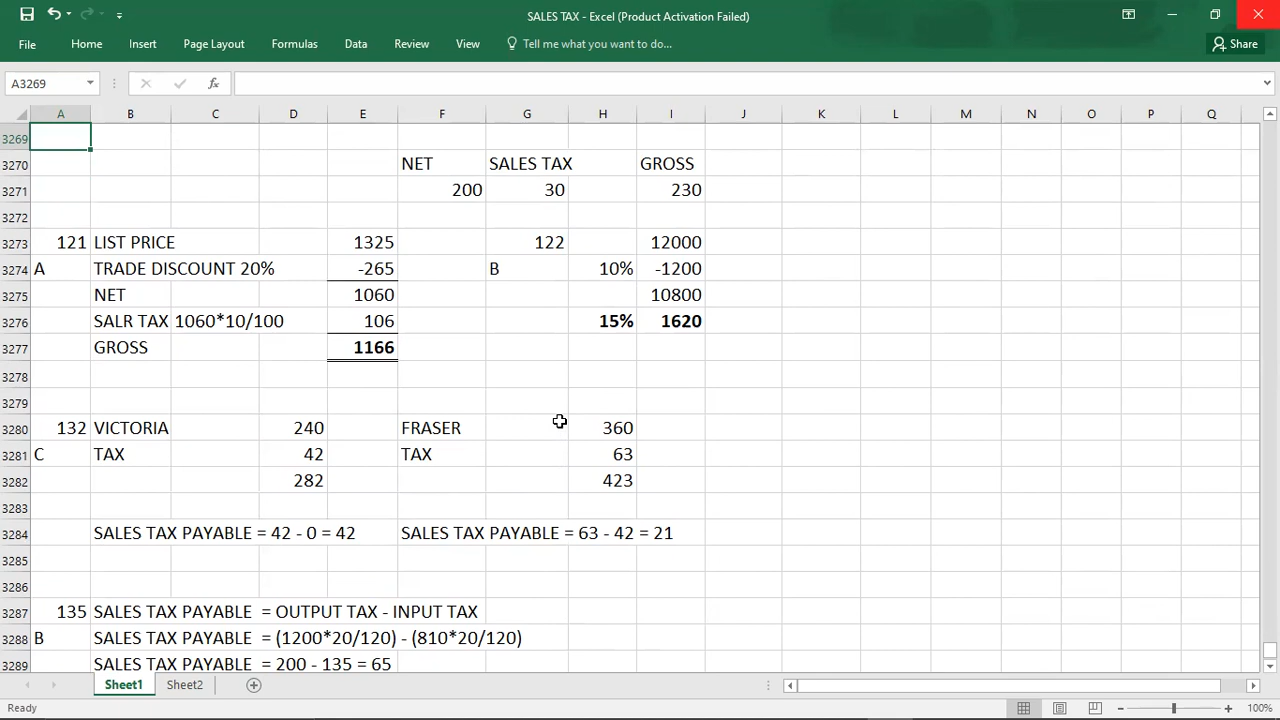 SALES TAX - Excel (Product Activation Failed)
File Home Insert Page Layout Formulas Data Review View Tell me what you want to do... Share
A3269 fx
A B C D E F G H I J K L M N O P Q
3269
3270 NET SALES TAX GROSS
3271 200 30 230
3272
3273 121 LIST PRICE 1325 122 12000
3274 A TRADE DISCOUNT 20% -265 B 10% -1200
3275 NET 1060 10800
3276 SALR TAX 1060*10/100 106 15% 1620
3277 GROSS 1166
3278
3279
3280 132 VICTORIA 240 FRASER 360
3281 C TAX 42 TAX 63
3282 282 423
3283
3284 SALES TAX PAYABLE = 42 - 0 = 42 SALES TAX PAYABLE = 63 - 42 = 21
3285
3286
3287 135 SALES TAX PAYABLE = OUTPUT TAX - INPUT TAX
3288 B SALES TAX PAYABLE = (1200*20/120) - (810*20/120)
3289 SALES TAX PAYABLE = 200 - 135 = 65
Sheet1 Sheet2
Ready 100%